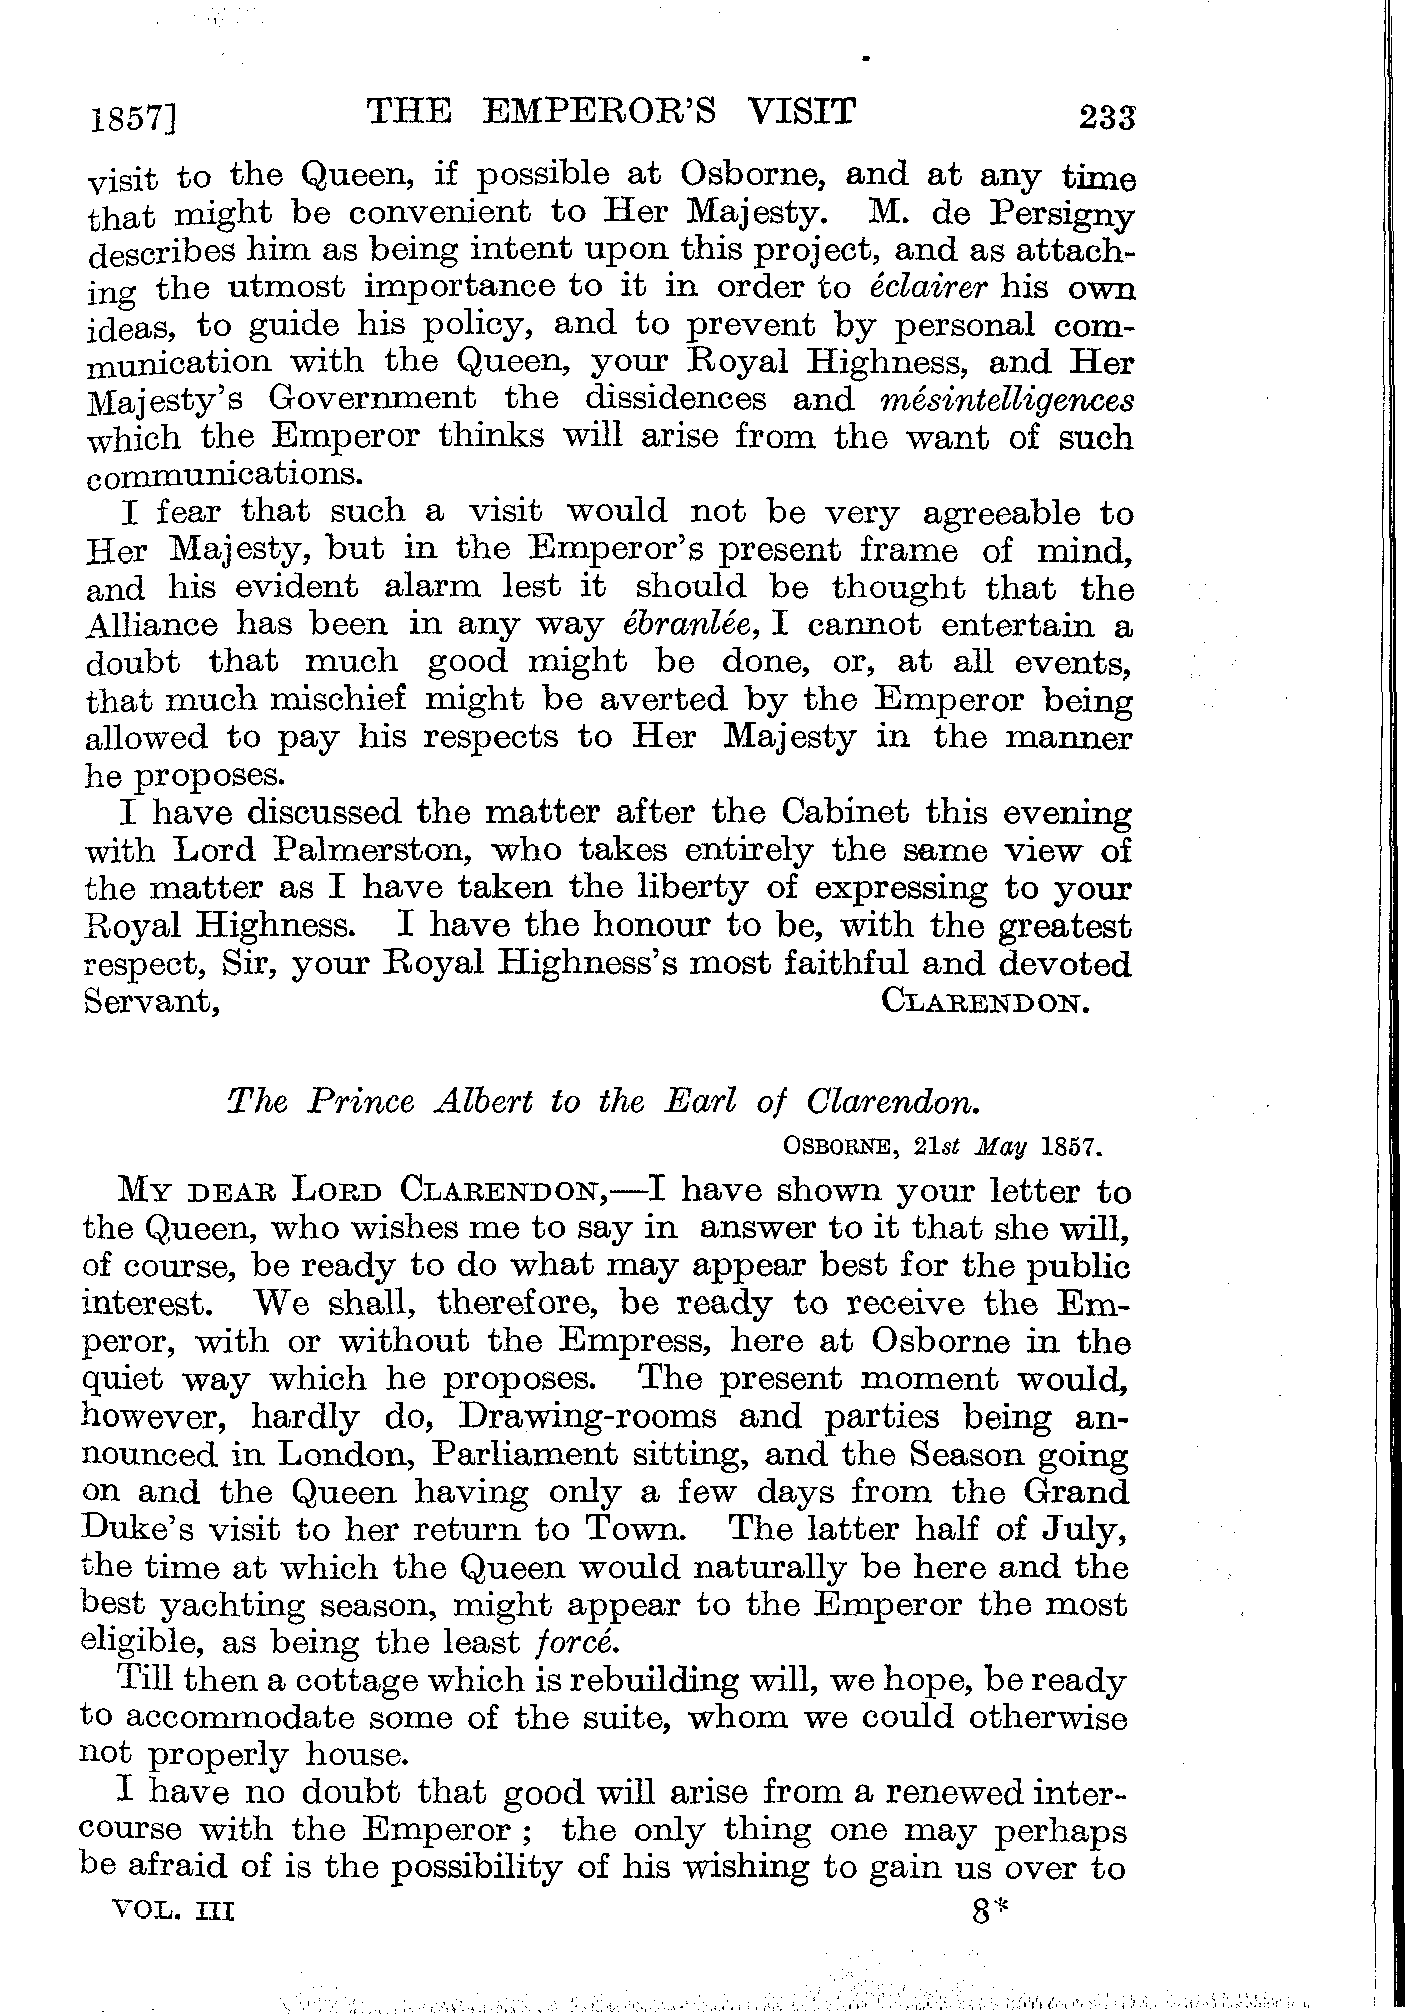 1857] THE EMPEROR'S VISIT 233
visit to the Queen, if possible at Osborne, and at any time
that might be convenient to Her Majesty. M. de Persigny
describes him as being intent upon this project, and as attach-
ing the utmost importance to it in order to éclairer his own
ideas, to guide his policy, and to prevent by personal com-
munication with the Queen, your Royal Highness, and Her
Majesty's Government the dissidences and mésintelligences
which the Emperor thinks will arise from the want of such
communications.
I fear that such a visit would not be very agreeable to
Her Majesty, but in the Emperor's present frame of mind,
and his evident alarm lest it should be thought that the
Alliance has been in any way ébranlée, I cannot entertain a
doubt that much good might be done, or, at all events,
that much mischief might be averted by the Emperor being
allowed to pay his respects to Her Majesty in the manner
he proposes.
I have discussed the matter after the Cabinet this evening
with Lord Palmerston, who takes entirely the same view of
the matter as I have taken the liberty of expressing to your
Royal Highness. I have the honour to be, with the greatest
respect, Sir, your Royal Highness's most faithful and devoted
Servant, CLARENDON.
The Prince Albert to the Earl of Clarendon.
OSBORNE, 21st May 1857.
MY DEAR LORD CLARENDON,—I have shown your letter to
the Queen, who wishes me to say in answer to it that she will,
of course, be ready to do what may appear best for the public
interest. We shall, therefore, be ready to receive the Em-
peror, with or without the Empress, here at Osborne in the
quiet way which he proposes. The present moment would,
however, hardly do, Drawing-rooms and parties being an-
nounced in London, Parliament sitting, and the Season going
on and the Queen having only a few days from the Grand
Duke's visit to her return to Town. The latter half of July,
the time at which the Queen would naturally be here and the
best yachting season, might appear to the Emperor the most
eligible, as being the least forcé.
Till then a cottage which is rebuilding will, we hope, be ready
to accommodate some of the suite, whom we could otherwise
not properly house.
I have no doubt that good will arise from a renewed inter-
course with the Emperor; the only thing one may perhaps
be afraid of is the possibility of his wishing to gain us over to
VOL. III 8*